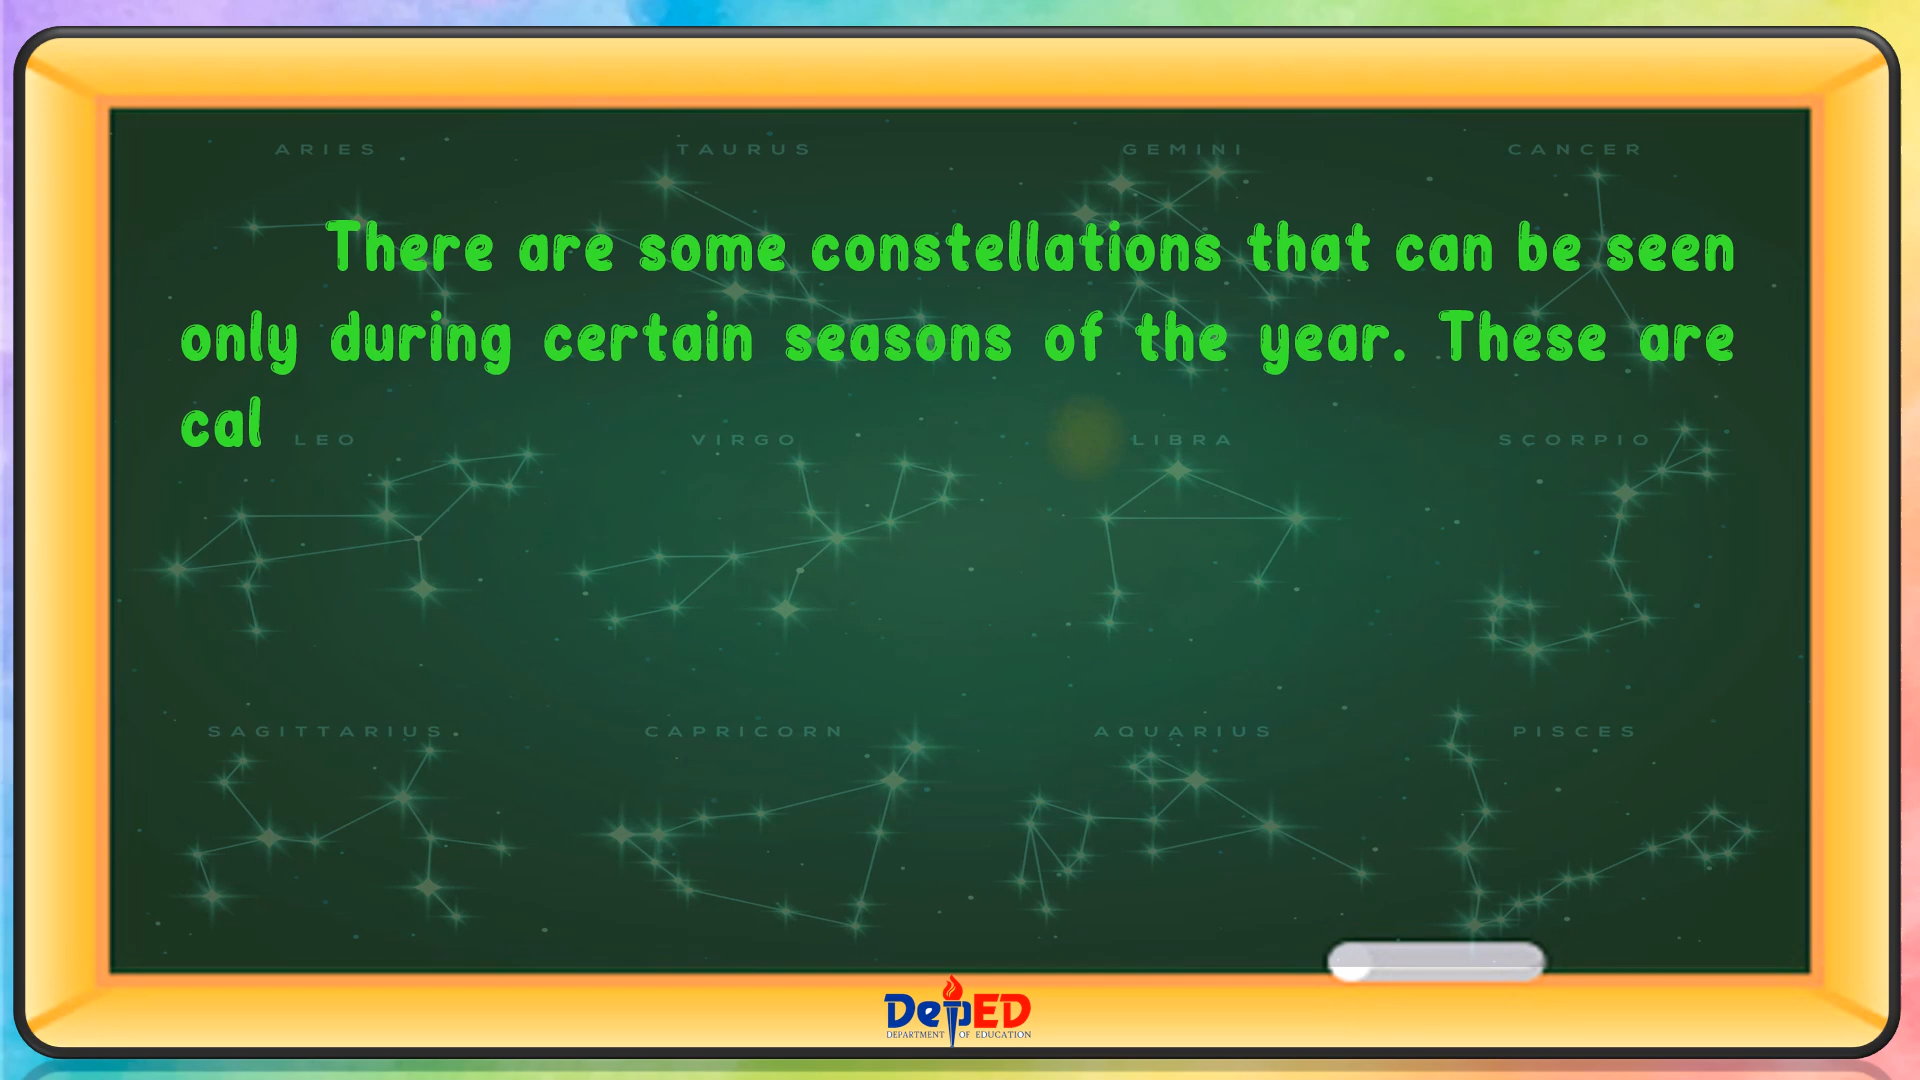 ARIES TAURUS GEMINI CANCER
There are some constellations that can be seen
only during certain seasons of the year. These are
cal
LEO VIRGO LIBRA SCORPIO
SAGITTARIUS CAPRICORN AQUARIUS PISCES
DepED
DEPARTMENT OF EDUCATION